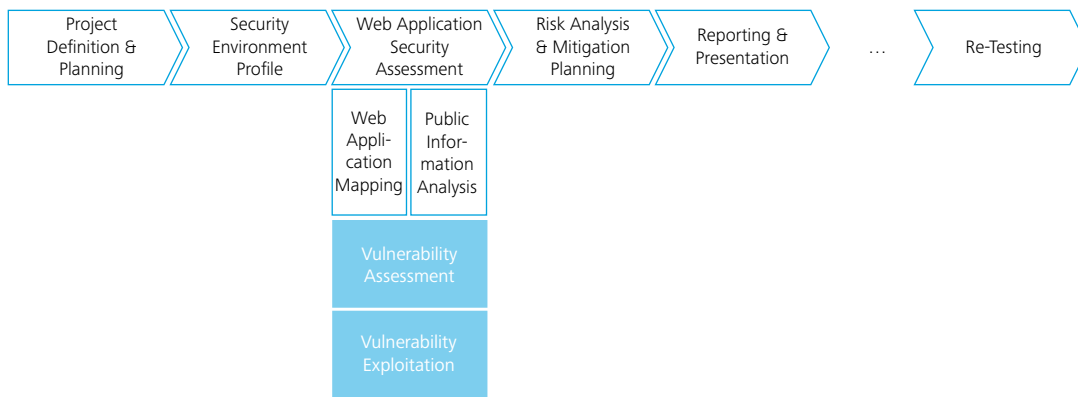 Project
Definition &
Planning
Security
Environment
Profile
Web Application
Security
Assessment
Risk Analysis
& Mitigation
Planning
Reporting &
Presentation
...
Re-Testing
Web
Appli-
cation
Mapping
Public
Infor-
mation
Analysis
Vulnerability
Assessment
Vulnerability
Exploitation